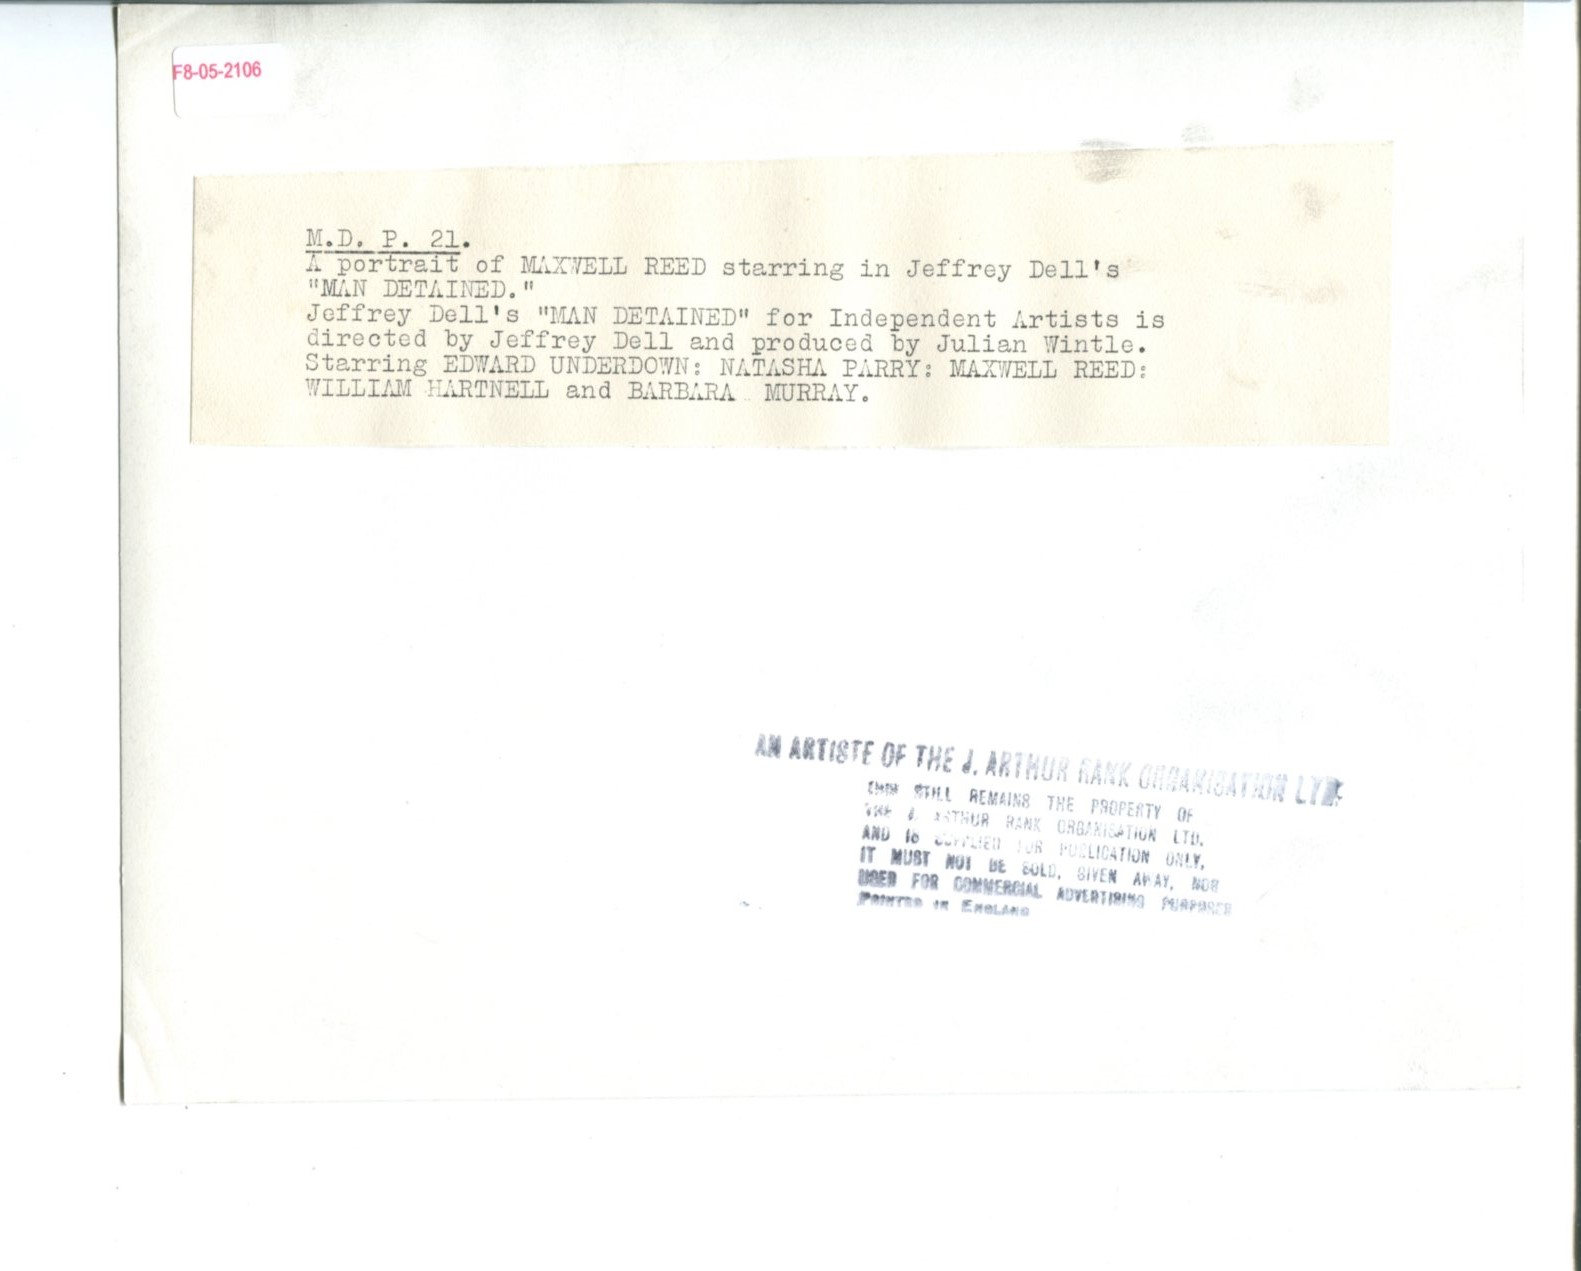 F8-05-2106
M.D. P. 21.
A portrait of MAXWELL REED starring in Jeffrey Dell's
"MAN DETAINED."
Jeffrey Dell's "MAN DETAINED" for Independent Artists is
directed by Jeffrey Dell and produced by Julian Wintle.
Starring EDWARD UNDERDOWN: NATASHA PARRY: MAXWELL REED:
WILLIAM HARTNELL and BARBARA MURRAY.
AN ARTISTE OF THE J. ARTHUR RANK ORGANISATION LTD.
THIS STILL REMAINS THE PROPERTY OF
THE J. ARTHUR RANK ORGANISATION LTD.
AND IS SUPPLIED FOR PUBLICATION ONLY,
IT MUST NOT BE SOLD, GIVEN AWAY, NOR
USED FOR COMMERCIAL ADVERTISING PURPOSES
PRINTED IN ENGLAND